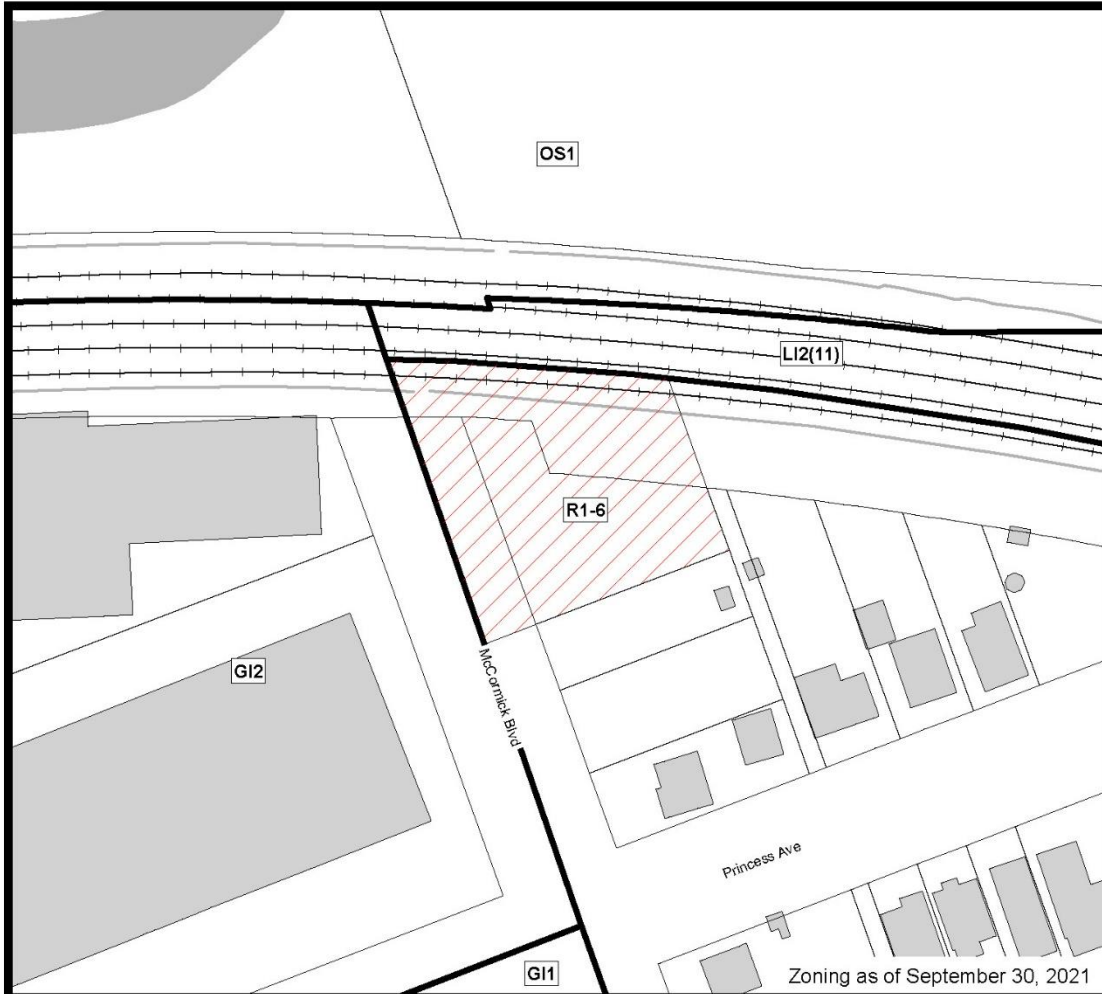 OS1
LI2(11)
R1-6
GI2
McCormick Blvd
Princess Ave
GI1
Zoning as of September 30, 2021